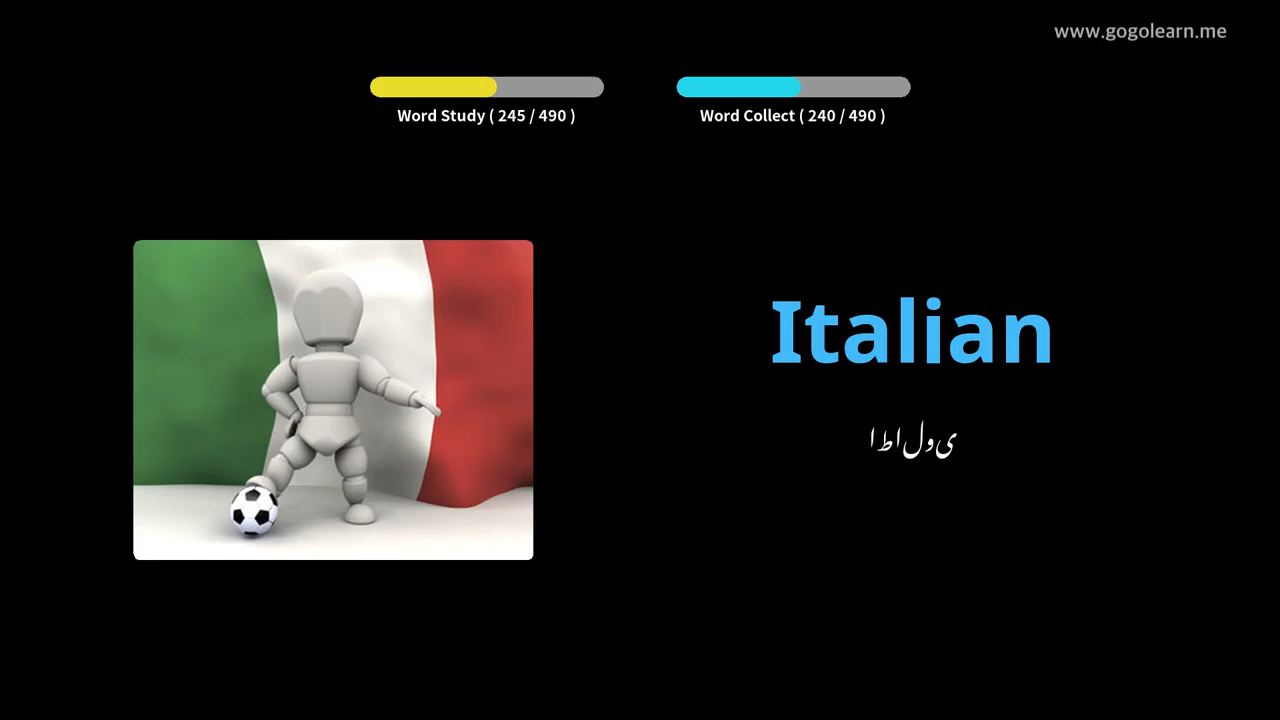 www.gogolearn.me
Word Study ( 245 / 490 )
Word Collect ( 240 / 490 )
Italian
اطالوی